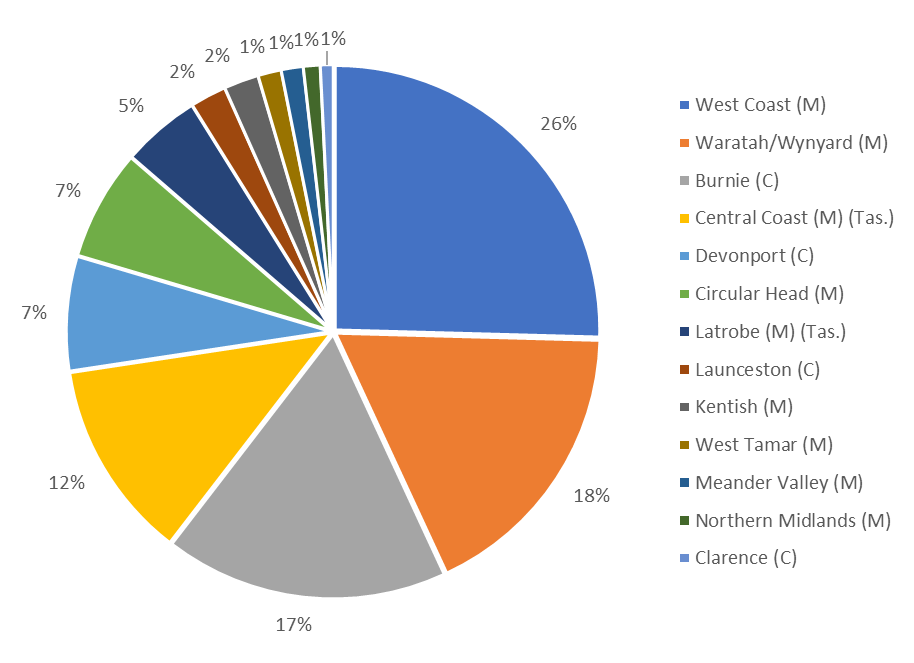 26%
18%
17%
12%
7%
7%
5%
2%
2%
1%
1%
1%
1%
West Coast (M)
Waratah/Wynyard (M)
Burnie (C)
Central Coast (M) (Tas.)
Devonport (C)
Circular Head (M)
Latrobe (M) (Tas.)
Launceston (C)
Kentish (M)
West Tamar (M)
Meander Valley (M)
Northern Midlands (M)
Clarence (C)